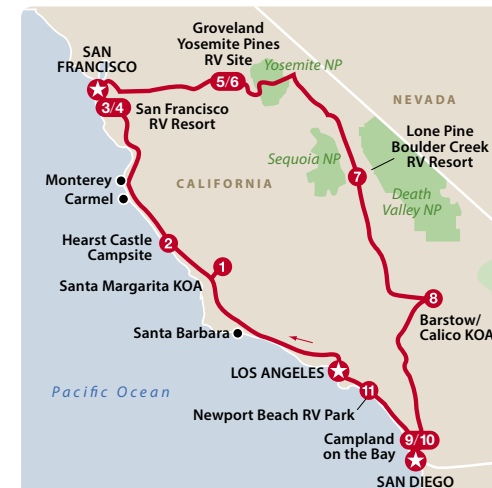 Groveland
Yosemite Pines
RV Site
SAN
FRANCISCO
Yosemite NP
5/6
NEVADA
3/4
San Francisco
RV Resort
Lone Pine
Boulder Creek
RV Resort
Sequoia NP
7
Monterey
CALIFORNIA
Carmel
Death
Valley NP
Hearst Castle
Campsite
2
1
Santa Margarita KOA
8
Barstow/
Calico KOA
Santa Barbara
LOS ANGELES
Pacific Ocean
11
Newport Beach RV Park
Campland
on the Bay
9/10
SAN DIEGO